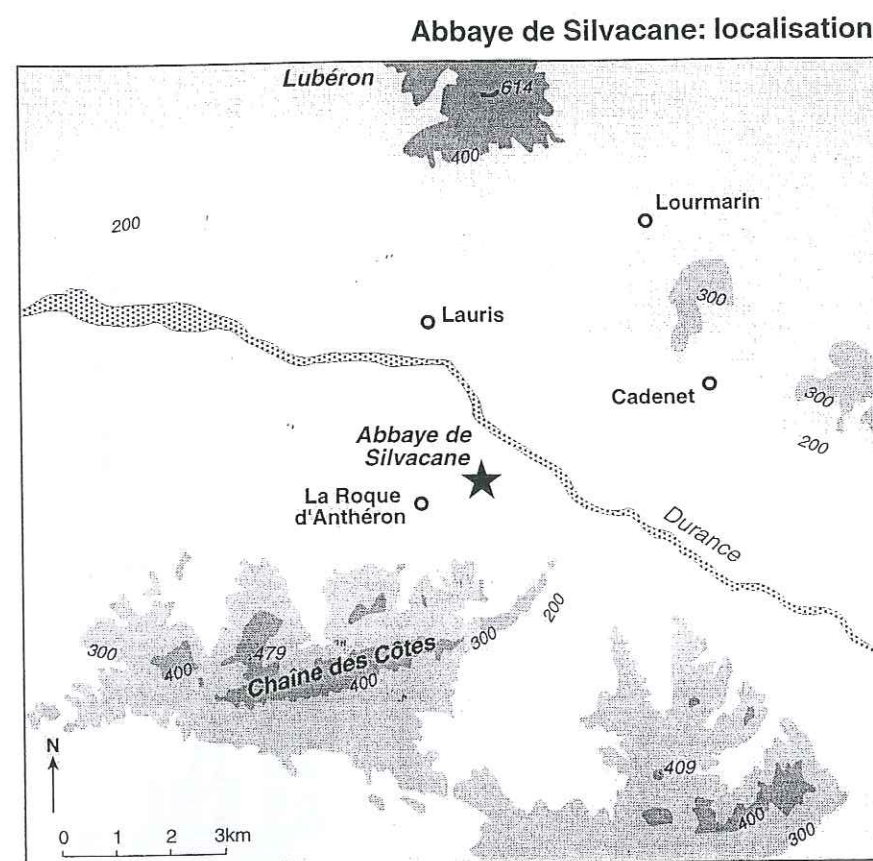 Abbaye de Silvacane: localisation
Lubéron
614
400
Lourmarin
200
300
Lauris
Cadenet
300
200
Abbaye de
Silvacane
La Roque
d'Anthéron
Durance
200
300
300
400
479
Chaîne des Côtes
400
N
409
400
300
0 1 2 3km